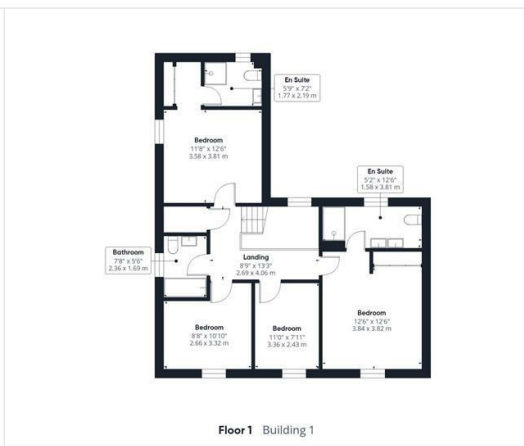 En Suite
5'9" x 7'2"
1.77 x 2.19 m
Bedroom
11'8" x 12'6"
3.58 x 3.81 m
En Suite
5'2" x 12'6"
1.58 x 3.81 m
Bathroom
7'8" x 5'6"
2.36 x 1.69 m
Landing
8'9" x 13'3"
2.69 x 4.06 m
Bedroom
8'8" x 10'10"
2.66 x 3.32 m
Bedroom
11'0" x 7'11"
3.36 x 2.43 m
Bedroom
12'6" x 12'6"
3.84 x 3.82 m
Floor 1 Building 1